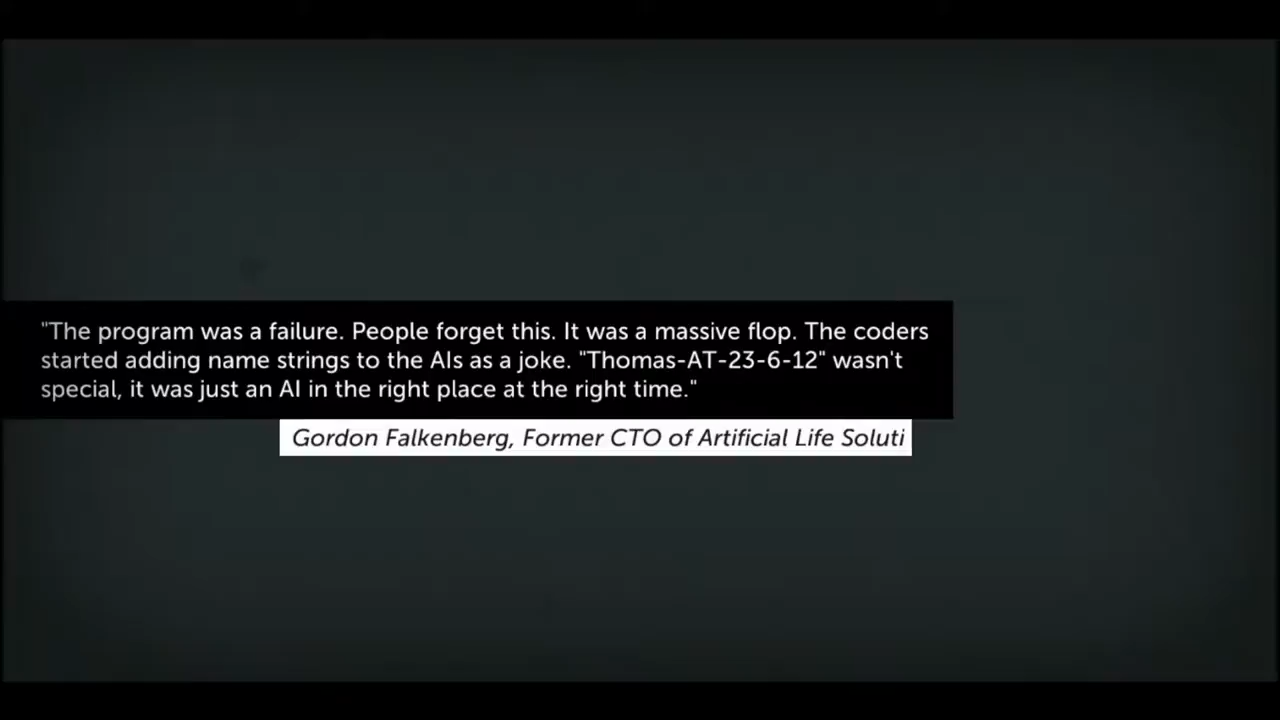 "The program was a failure. People forget this. It was a massive flop. The coders
started adding name strings to the AIs as a joke. "Thomas-AT-23-6-12" wasn't
special, it was just an AI in the right place at the right time."
Gordon Falkenberg, Former CTO of Artificial Life Soluti